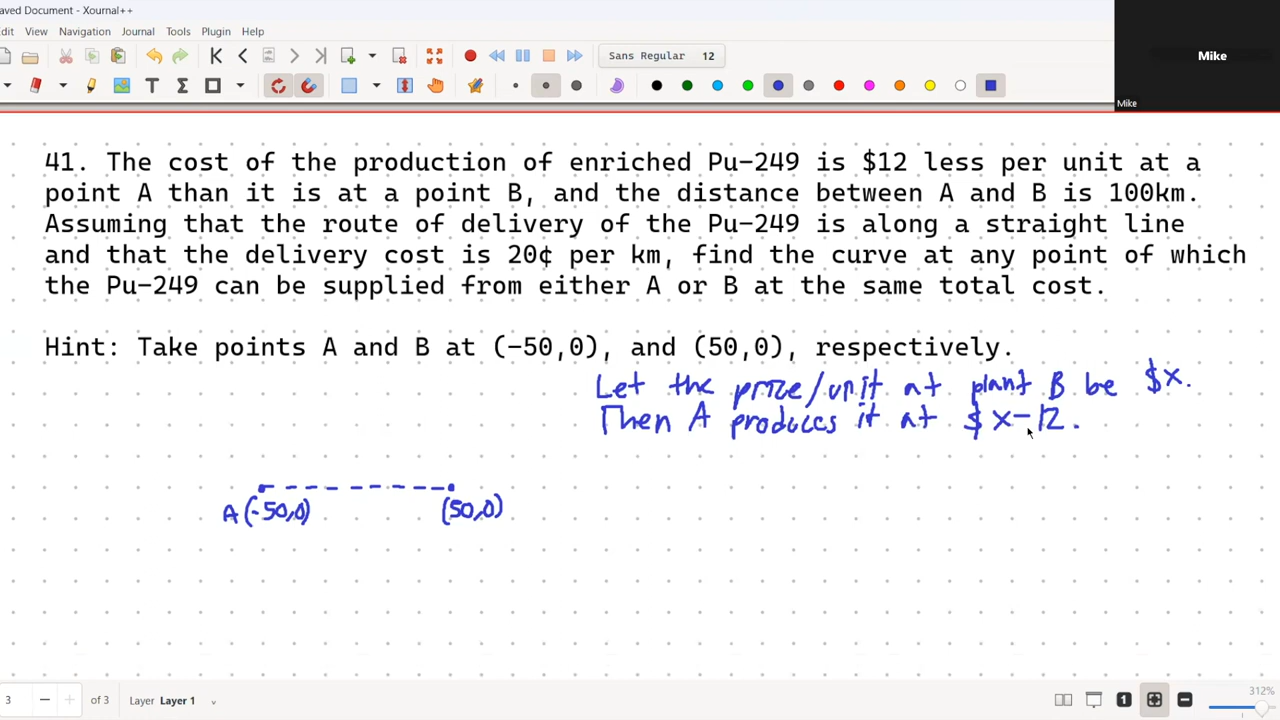 aved Document - Xournal++
Mike
dit View Navigation Journal Tools Plugin Help
Sans Regular 12
Mike
41. The cost of the production of enriched Pu-249 is $12 less per unit at a
point A than it is at a point B, and the distance between A and B is 100km.
Assuming that the route of delivery of the Pu-249 is along a straight line
and that the delivery cost is 20¢ per km, find the curve at any point of which
the Pu-249 can be supplied from either A or B at the same total cost.
Hint: Take points A and B at (-50,0), and (50,0), respectively.
Let the price/unit at plant B be $x.
Then A produces it at $x-12.
A (-50,0) (50,0)
3 of 3 Layer Layer 1 1 312%